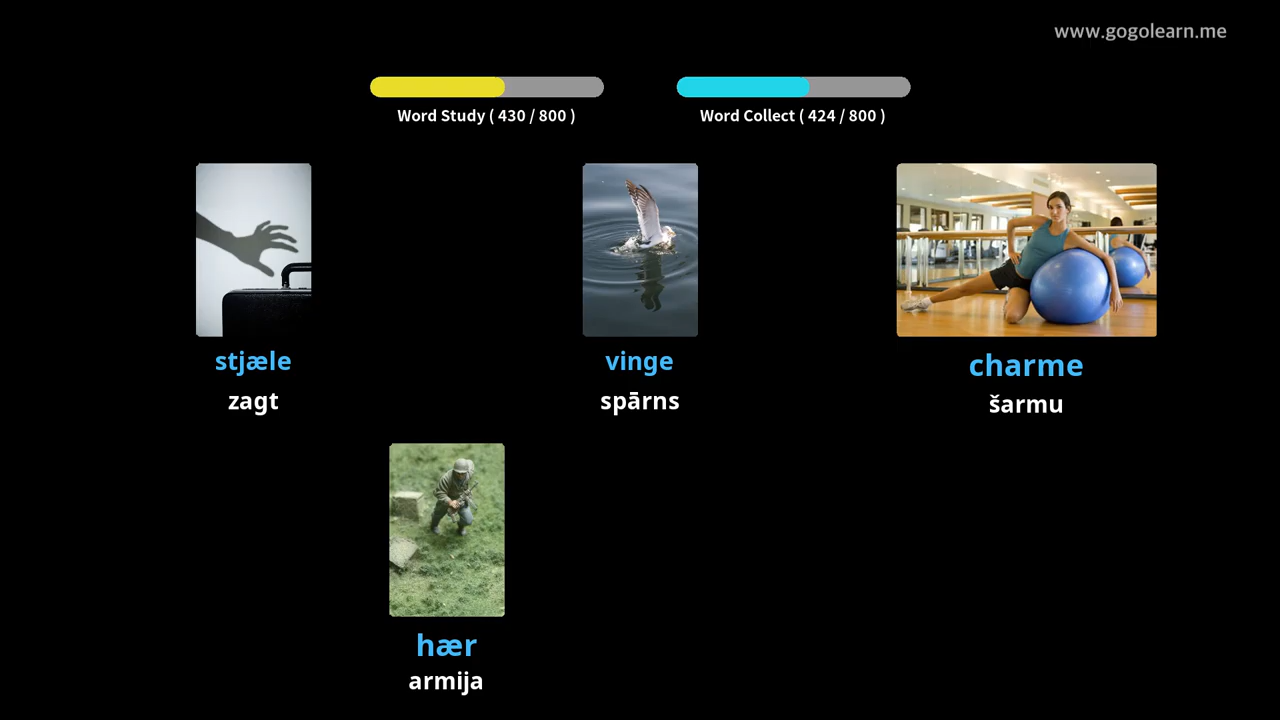 www.gogolearn.me
Word Study ( 430 / 800 )
Word Collect ( 424 / 800 )
stjæle
zagt
vinge
spārns
charme
šarmu
hær
armija